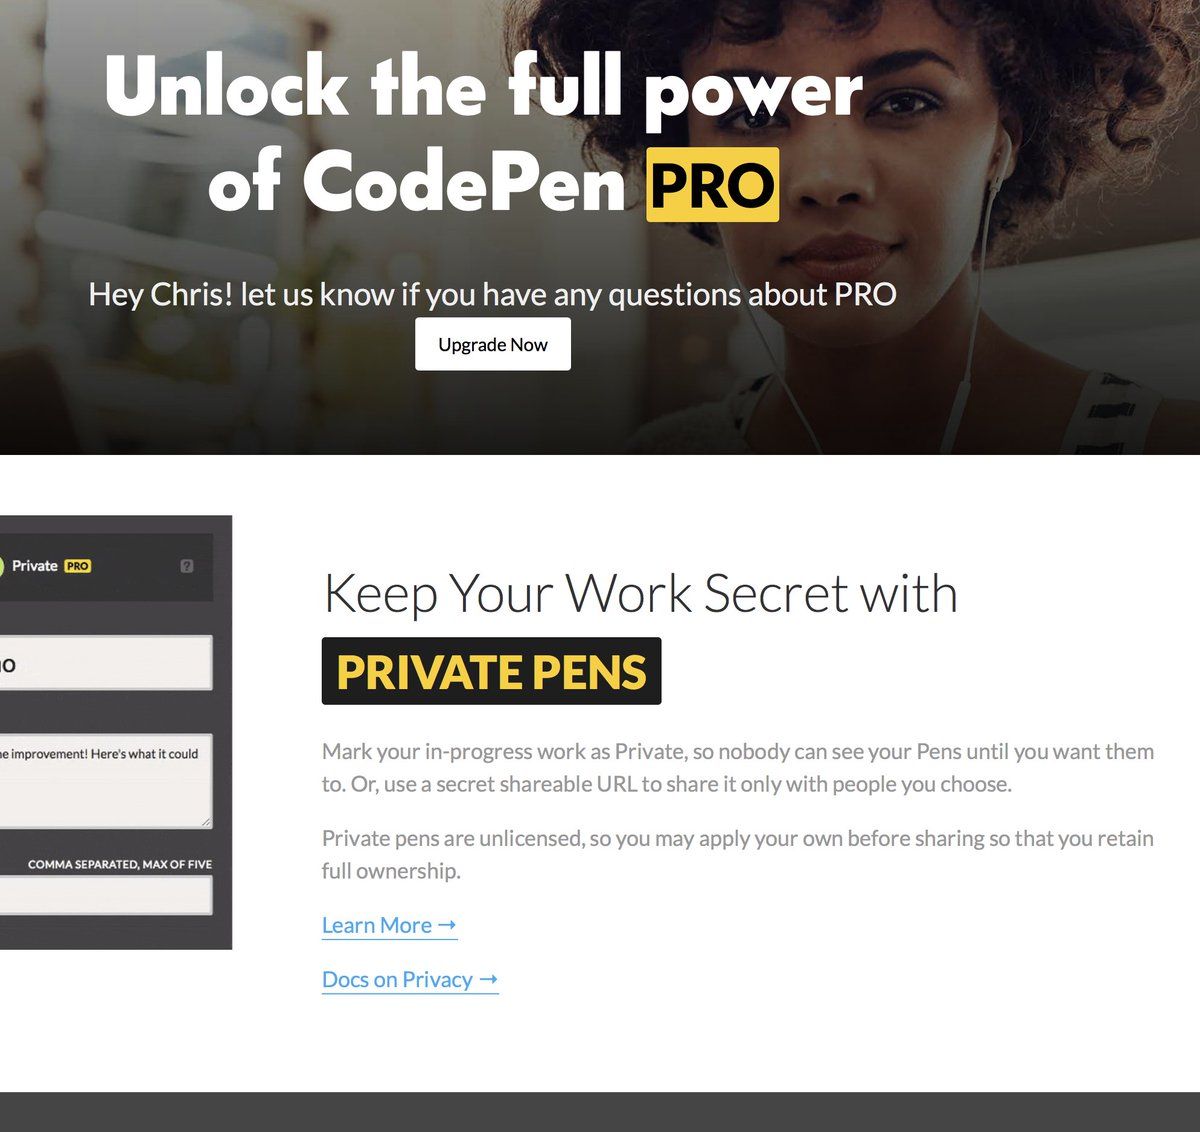 Unlock the full power
of CodePen PRO
Hey Chris! let us know if you have any questions about PRO
Upgrade Now
Private PRO ?
improvement! Here's what it could
COMMA SEPARATED, MAX OF FIVE
Keep Your Work Secret with
PRIVATE PENS
Mark your in-progress work as Private, so nobody can see your Pens until you want them
to. Or, use a secret shareable URL to share it only with people you choose.
Private pens are unlicensed, so you may apply your own before sharing so that you retain
full ownership.
Learn More →
Docs on Privacy →